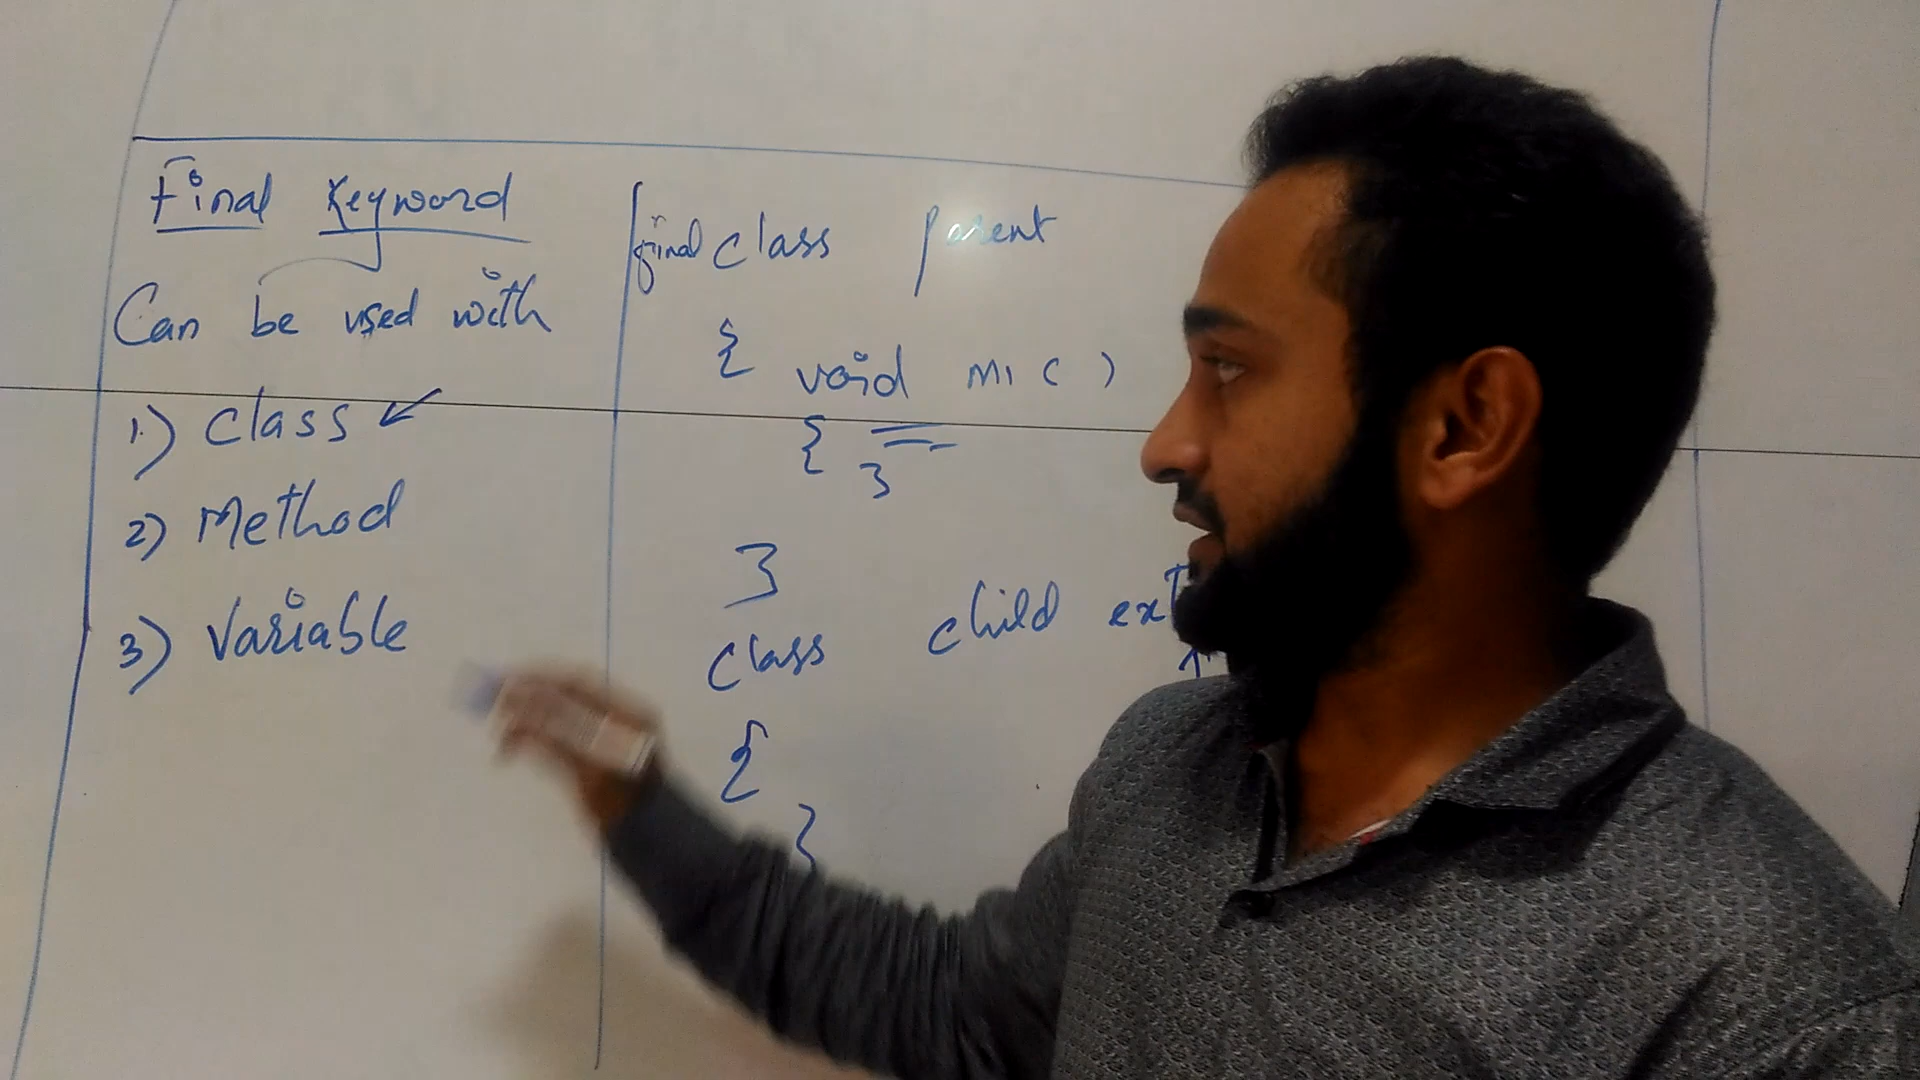 Final Keyword
Can be used with
1.) class
2) Method
3) Variable
final class parent
{ void m1 ( )
{
}
}
class child ext
{
}